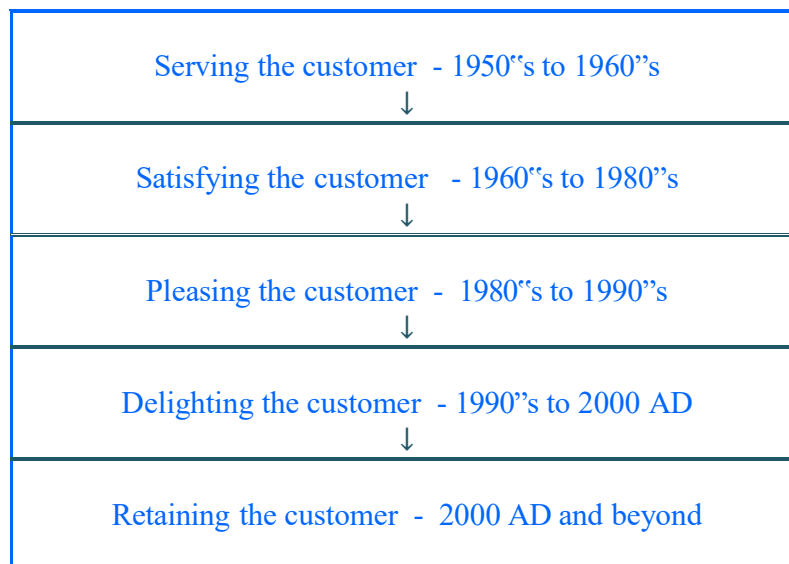 Serving the customer - 1950‟s to 1960”s
↓
Satisfying the customer - 1960‟s to 1980”s
↓
Pleasing the customer - 1980‟s to 1990”s
↓
Delighting the customer - 1990”s to 2000 AD
↓
Retaining the customer - 2000 AD and beyond